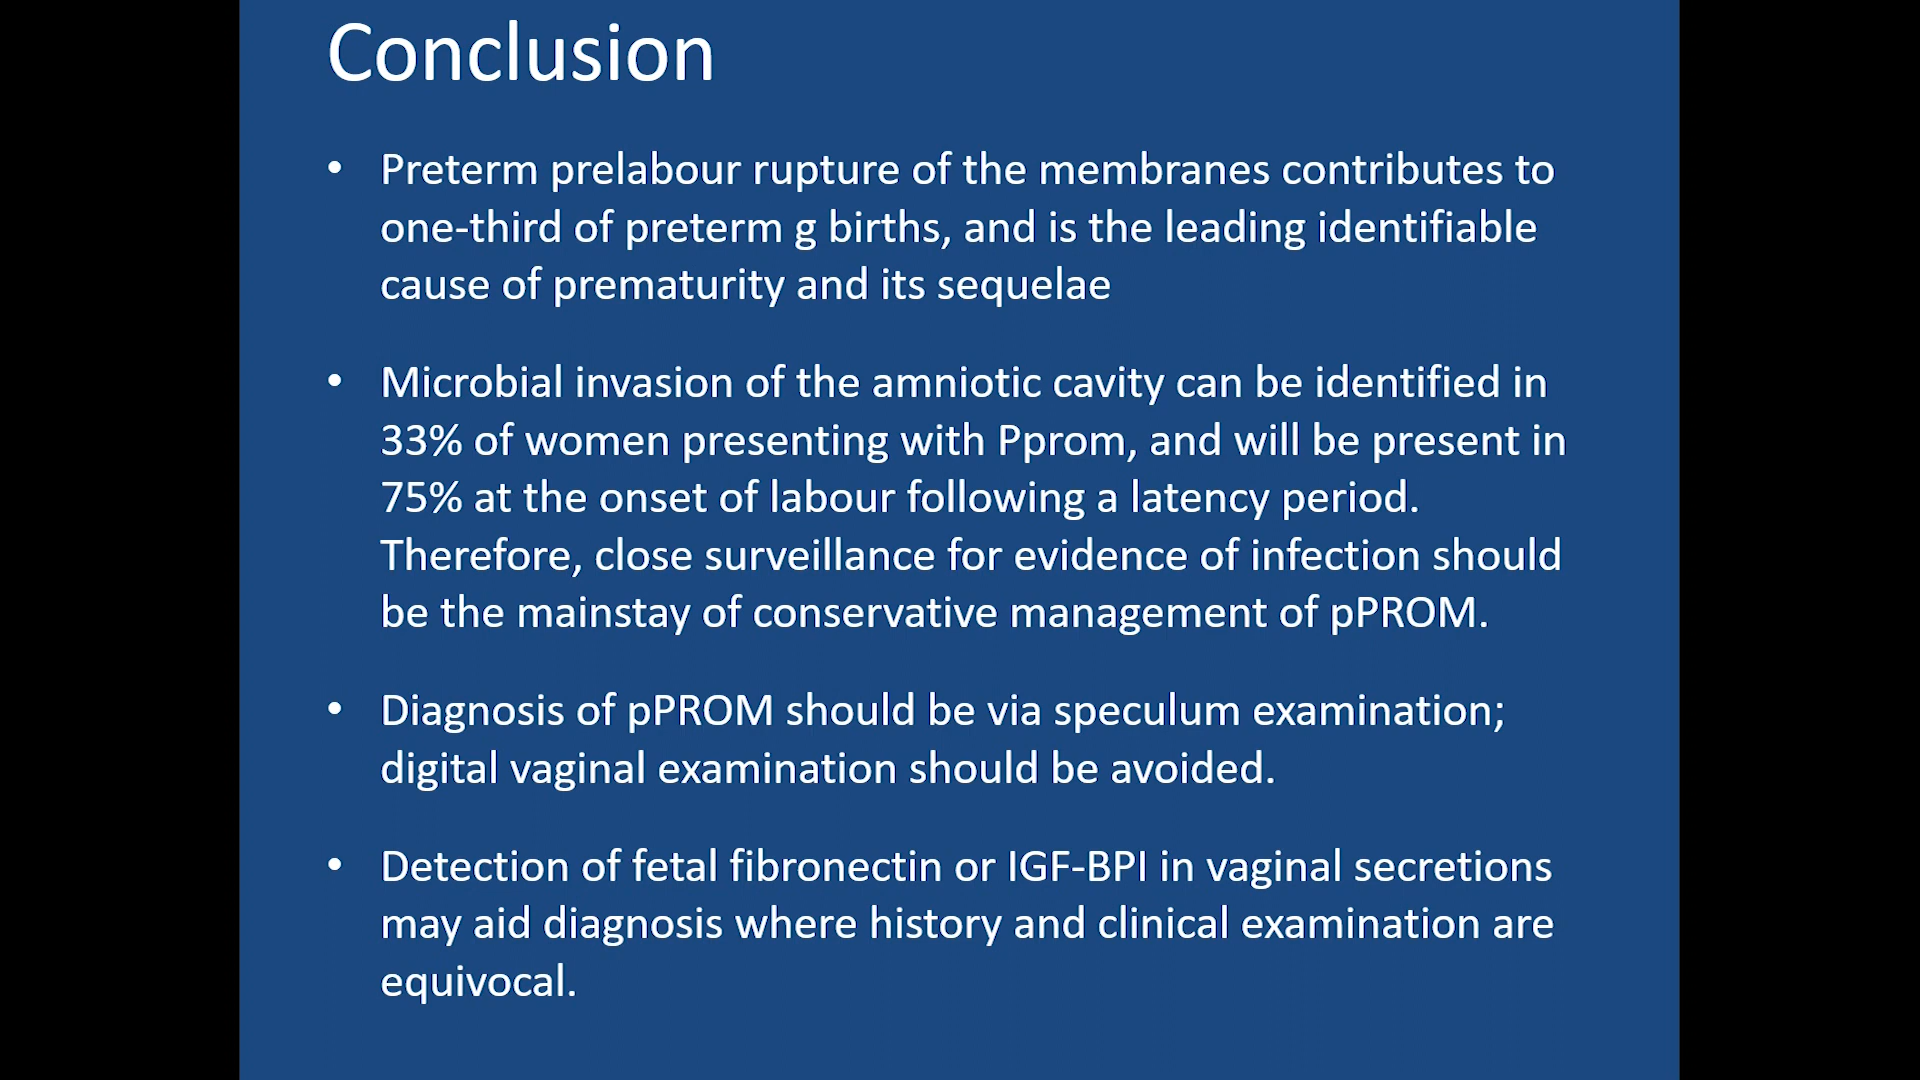 Conclusion
• Preterm prelabour rupture of the membranes contributes to
one-third of preterm g births, and is the leading identifiable
cause of prematurity and its sequelae
• Microbial invasion of the amniotic cavity can be identified in
33% of women presenting with Pprom, and will be present in
75% at the onset of labour following a latency period.
Therefore, close surveillance for evidence of infection should
be the mainstay of conservative management of pPROM.
• Diagnosis of pPROM should be via speculum examination;
digital vaginal examination should be avoided.
• Detection of fetal fibronectin or IGF-BPI in vaginal secretions
may aid diagnosis where history and clinical examination are
equivocal.